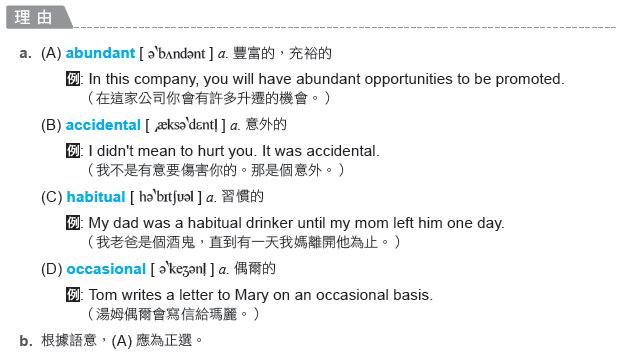 理由
a. (A) abundant [ əˋbʌndənt ] a. 豐富的，充裕的
例: In this company, you will have abundant opportunities to be promoted.
（在這家公司你會有許多升遷的機會。）
(B) accidental [ ˏæksəˋdɛntḷ ] a. 意外的
例: I didn't mean to hurt you. It was accidental.
（我不是有意要傷害你的。那是個意外。）
(C) habitual [ həˋbɪtʃʊəl ] a. 習慣的
例: My dad was a habitual drinker until my mom left him one day.
（我老爸是個酒鬼，直到有一天我媽離開他為止。）
(D) occasional [ əˋkeʒənḷ ] a. 偶爾的
例: Tom writes a letter to Mary on an occasional basis.
（湯姆偶爾會寫信給瑪麗。）
b. 根據語意，(A) 應為正選。